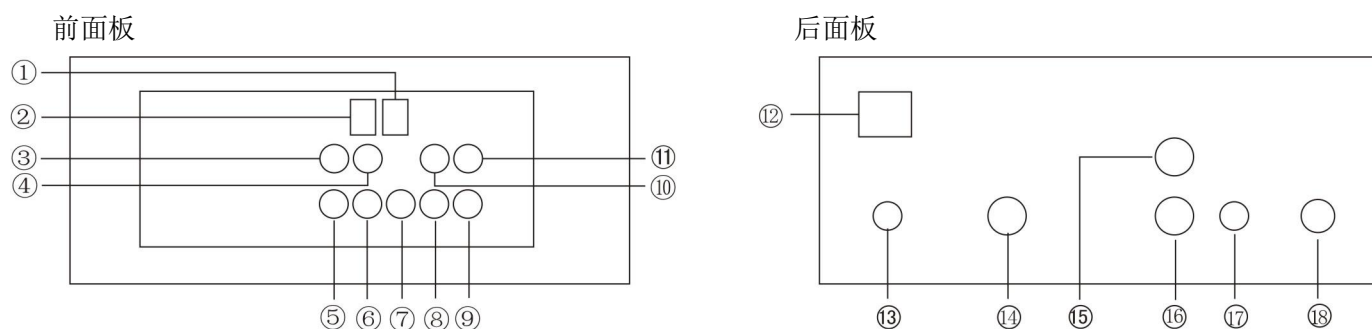 前面板
①
②
③
④
⑤ ⑥ ⑦ ⑧ ⑨
⑪
⑩
后面板
⑫
⑬ ⑭ ⑮ ⑯ ⑰ ⑱